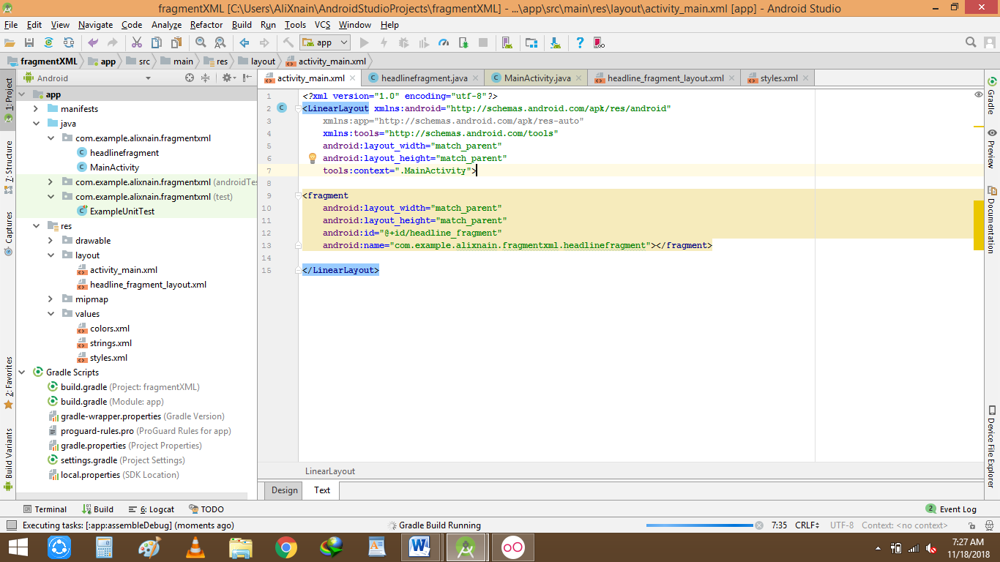 fragmentXML [C:\Users\AliXnain\AndroidStudioProjects\fragmentXML] - ...\app\src\main\res\layout\activity_main.xml [app] - Android Studio
File Edit View Navigate Code Analyze Refactor Build Run Tools VCS Window Help
app
fragmentXML app src main res layout activity_main.xml
Android
activity_main.xml headlinefragment.java MainActivity.java headline_fragment_layout.xml styles.xml
1: Project
7: Structure
Captures
2: Favorites
Build Variants
app
manifests
java
com.example.alixnain.fragmentxml
headlinefragment
MainActivity
com.example.alixnain.fragmentxml (androidTes
com.example.alixnain.fragmentxml (test)
ExampleUnitTest
res
drawable
layout
activity_main.xml
headline_fragment_layout.xml
mipmap
values
colors.xml
strings.xml
styles.xml
Gradle Scripts
build.gradle (Project: fragmentXML)
build.gradle (Module: app)
gradle-wrapper.properties (Gradle Version)
proguard-rules.pro (ProGuard Rules for app)
gradle.properties (Project Properties)
settings.gradle (Project Settings)
local.properties (SDK Location)
1 <?xml version="1.0" encoding="utf-8"?>
2 <LinearLayout xmlns:android="http://schemas.android.com/apk/res/android"
3 xmlns:app="http://schemas.android.com/apk/res-auto"
4 xmlns:tools="http://schemas.android.com/tools"
5 android:layout_width="match_parent"
6 android:layout_height="match_parent"
7 tools:context=".MainActivity">
8
9 <fragment
10 android:layout_width="match_parent"
11 android:layout_height="match_parent"
12 android:id="@+id/headline_fragment"
13 android:name="com.example.alixnain.fragmentxml.headlinefragment"></fragment>
14
15 </LinearLayout>
LinearLayout
Design Text
Gradle
Preview
Documentation
Device File Explorer
Terminal Build 6: Logcat TODO 2 Event Log
Executing tasks: [:app:assembleDebug] (moments ago) Gradle Build Running 7:35 CRLF UTF-8 Context: <no context>
7:27 AM
11/18/2018